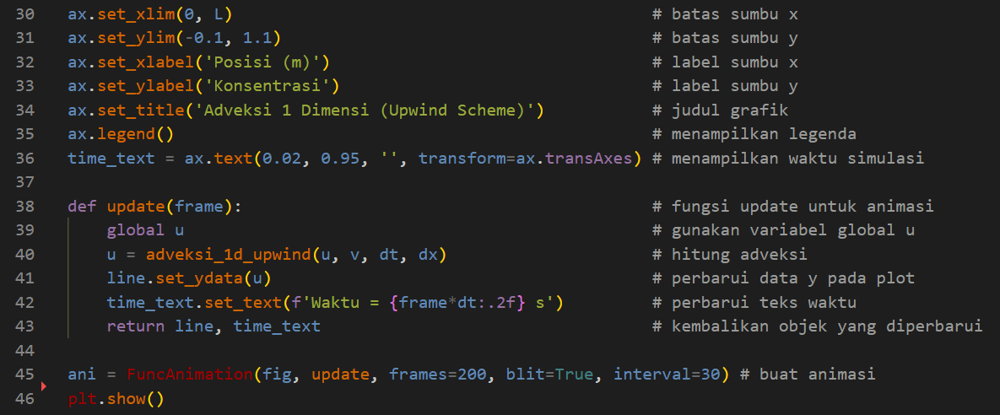 30 ax.set_xlim(0, L) # batas sumbu x
31 ax.set_ylim(-0.1, 1.1) # batas sumbu y
32 ax.set_xlabel('Posisi (m)') # label sumbu x
33 ax.set_ylabel('Konsentrasi') # label sumbu y
34 ax.set_title('Adveksi 1 Dimensi (Upwind Scheme)') # judul grafik
35 ax.legend() # menampilkan legenda
36 time_text = ax.text(0.02, 0.95, '', transform=ax.transAxes) # menampilkan waktu simulasi
37
38 def update(frame): # fungsi update untuk animasi
39     global u # gunakan variabel global u
40     u = adveksi_1d_upwind(u, v, dt, dx) # hitung adveksi
41     line.set_ydata(u) # perbarui data y pada plot
42     time_text.set_text(f'Waktu = {frame*dt:.2f} s') # perbarui teks waktu
43     return line, time_text # kembalikan objek yang diperbarui
44
45 ani = FuncAnimation(fig, update, frames=200, blit=True, interval=30) # buat animasi
46 plt.show()